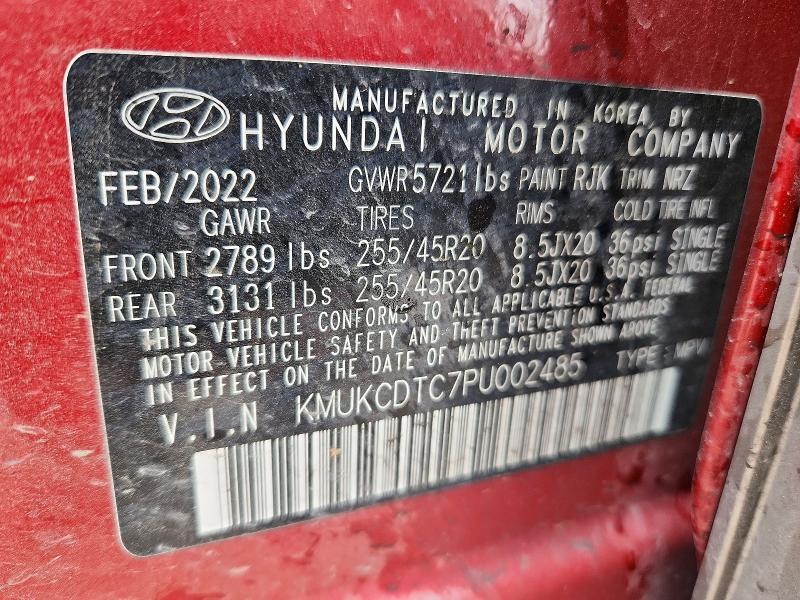 MANUFACTURED IN KOREA BY
HYUNDAI MOTOR COMPANY
FEB/2022 GVWR5721lbs PAINT RJK TRIM NRZ
GAWR TIRES RIMS COLD TIRE INFL
FRONT 2789 lbs 255/45R20 8.5JX20 36psi SINGLE
REAR 3131 lbs 255/45R20 8.5JX20 36psi SINGLE
THIS VEHICLE CONFORMS TO ALL APPLICABLE U.S.A. FEDERAL
MOTOR VEHICLE SAFETY AND THEFT PREVENTION STANDARDS
IN EFFECT ON THE DATE OF MANUFACTURE SHOWN ABOVE
V.I.N KMUKCDTC7PU002485 TYPE : MPV